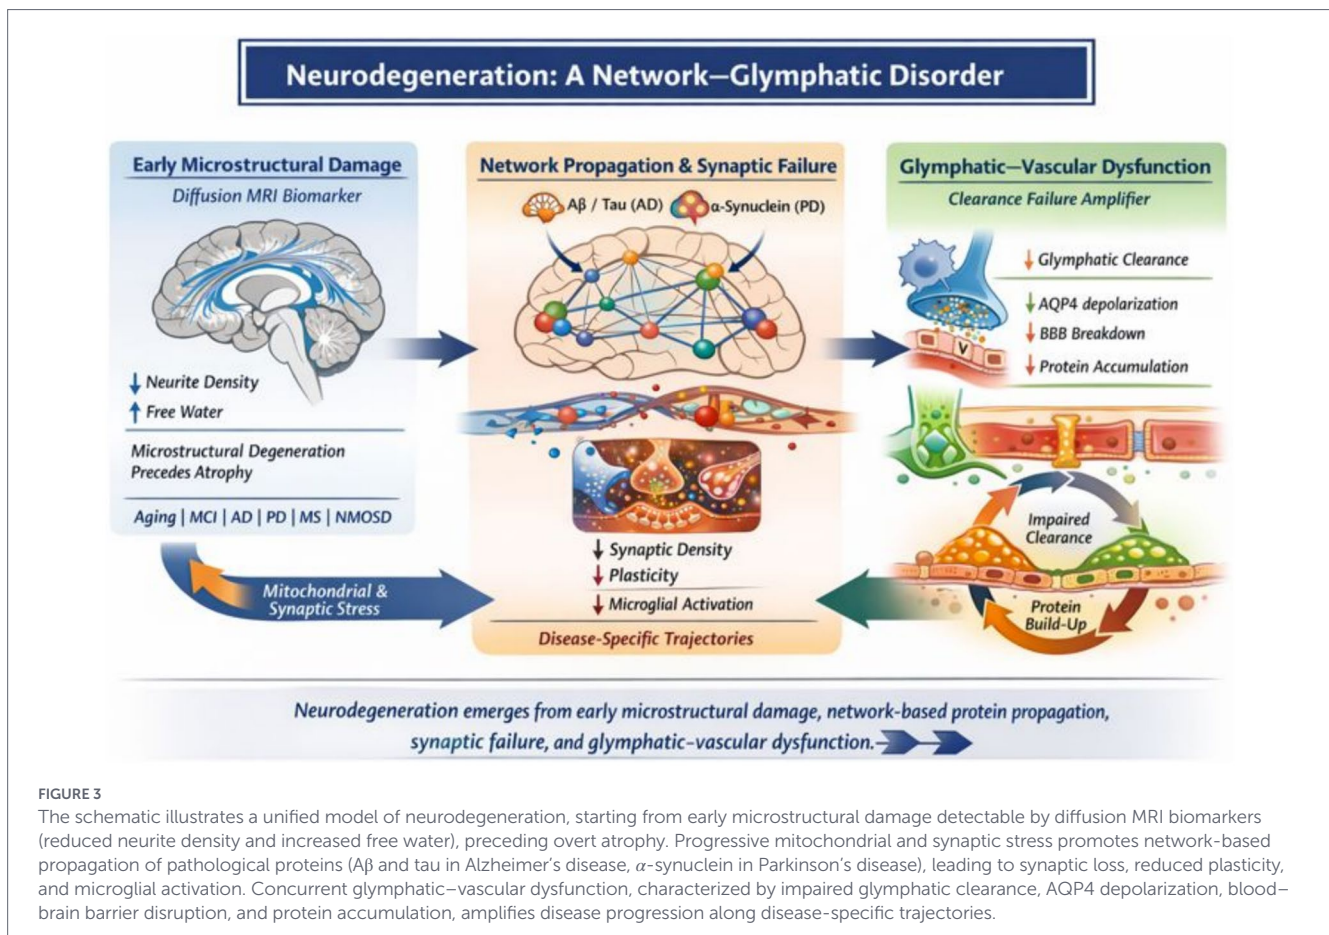 Neurodegeneration: A Network—Glymphatic Disorder
Early Microstructural Damage
Diffusion MRI Biomarker
↓ Neurite Density
↑ Free Water
Microstructural Degeneration
Precedes Atrophy
Aging | MCI | AD | PD | MS | NMOSD
Mitochondrial &
Synaptic Stress
Network Propagation & Synaptic Failure
Aβ / Tau (AD)
α-Synuclein (PD)
↓ Synaptic Density
↓ Plasticity
↓ Microglial Activation
Disease-Specific Trajectories
Glymphatic—Vascular Dysfunction
Clearance Failure Amplifier
↓ Glymphatic Clearance
↓ AQP4 depolarization
↓ BBB Breakdown
↓ Protein Accumulation
V
Impaired
Clearance
Protein
Build-Up
Neurodegeneration emerges from early microstructural damage, network-based protein propagation,
synaptic failure, and glymphatic-vascular dysfunction.
FIGURE 3
The schematic illustrates a unified model of neurodegeneration, starting from early microstructural damage detectable by diffusion MRI biomarkers
(reduced neurite density and increased free water), preceding overt atrophy. Progressive mitochondrial and synaptic stress promotes network-based
propagation of pathological proteins (Aβ and tau in Alzheimer's disease, α-synuclein in Parkinson's disease), leading to synaptic loss, reduced plasticity,
and microglial activation. Concurrent glymphatic–vascular dysfunction, characterized by impaired glymphatic clearance, AQP4 depolarization, blood–
brain barrier disruption, and protein accumulation, amplifies disease progression along disease-specific trajectories.